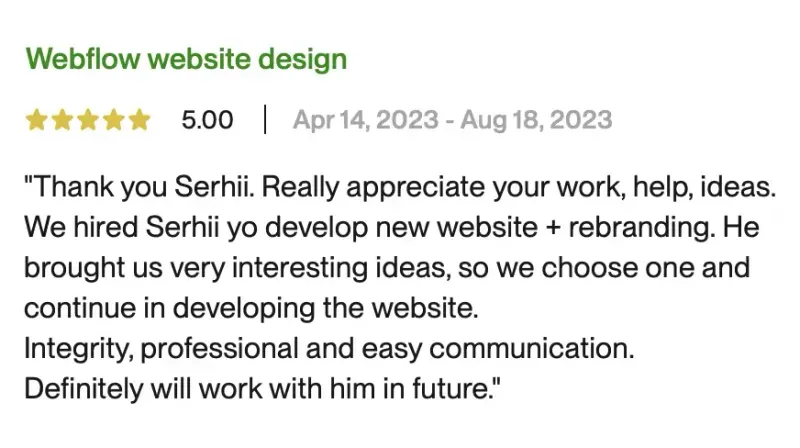 Webflow website design
5.00 | Apr 14, 2023 - Aug 18, 2023
"Thank you Serhii. Really appreciate your work, help, ideas.
We hired Serhii yo develop new website + rebranding. He
brought us very interesting ideas, so we choose one and
continue in developing the website.
Integrity, professional and easy communication.
Definitely will work with him in future."